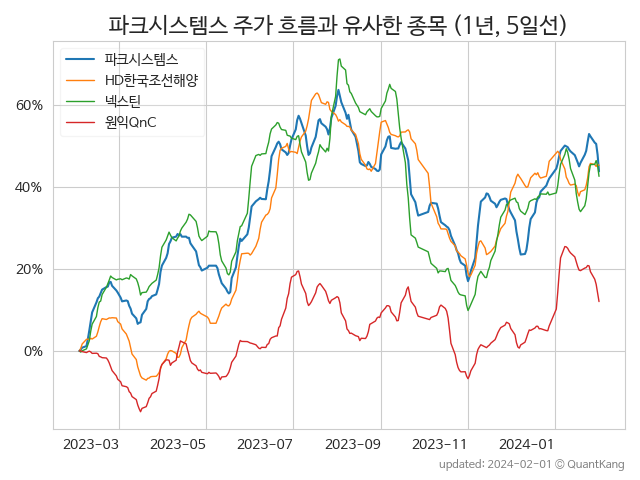 파크시스템스 주가 흐름과 유사한 종목 (1년, 5일선)
파크시스템스
HD한국조선해양
넥스틴
원익QnC
60%
40%
20%
0%
2023-03 2023-05 2023-07 2023-09 2023-11 2024-01
updated: 2024-02-01 © QuantKang